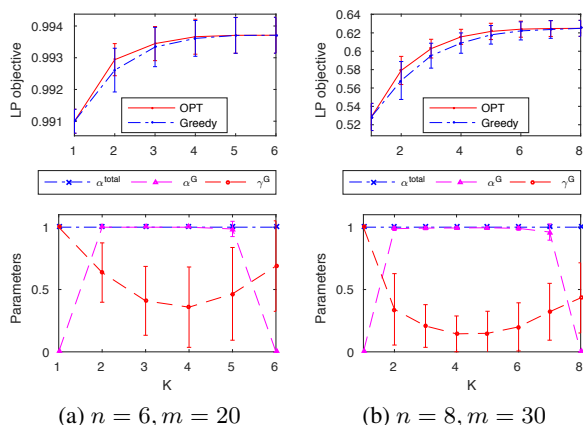 0.994
0.993
0.992
0.991
LP objective
OPT
Greedy
1 2 3 4 5 6
0.64
0.62
0.6
0.58
0.56
0.54
0.52
LP objective
OPT
Greedy
2 4 6 8
α^total α^G γ^G
α^total α^G γ^G
1
0.5
0
Parameters
1 2 3 4 5 6
K
1
0.5
0
Parameters
2 4 6 8
K
(a) n = 6, m = 20
(b) n = 8, m = 30